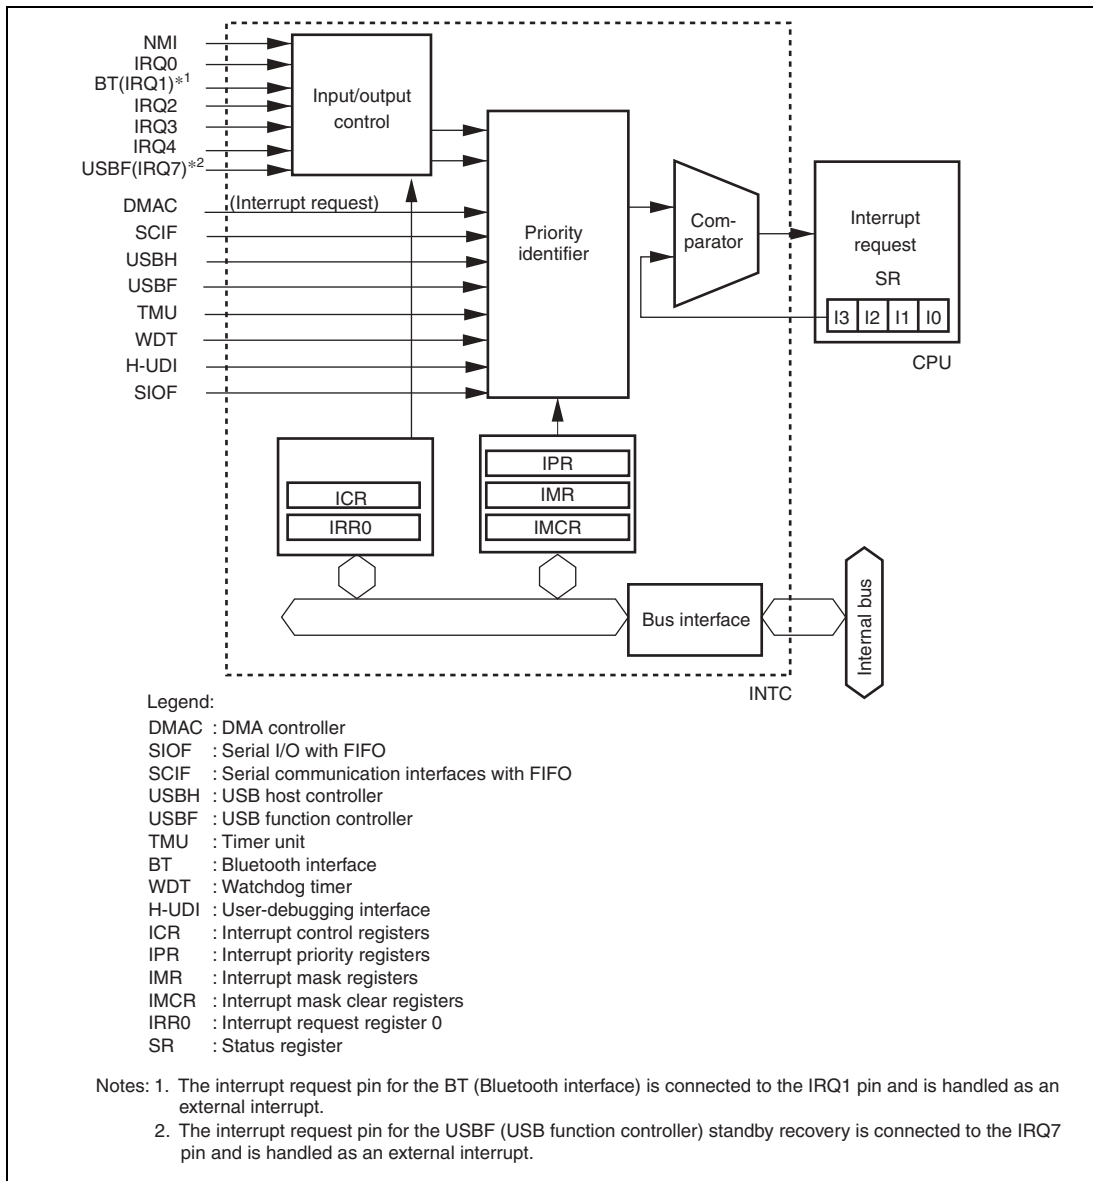 NMI
IRQ0
BT(IRQ1)*1
IRQ2
IRQ3
IRQ4
USBF(IRQ7)*2
Input/output
control
DMAC
(Interrupt request)
SCIF
USBH
USBF
TMU
WDT
H-UDI
SIOF
Priority
identifier
Com-
parator
Interrupt
request
SR
I3 I2 I1 I0
CPU
ICR
IRR0
IPR
IMR
IMCR
Bus interface
Internal bus
INTC
Legend:
DMAC : DMA controller
SIOF : Serial I/O with FIFO
SCIF : Serial communication interfaces with FIFO
USBH : USB host controller
USBF : USB function controller
TMU : Timer unit
BT : Bluetooth interface
WDT : Watchdog timer
H-UDI : User-debugging interface
ICR : Interrupt control registers
IPR : Interrupt priority registers
IMR : Interrupt mask registers
IMCR : Interrupt mask clear registers
IRR0 : Interrupt request register 0
SR : Status register
Notes: 1. The interrupt request pin for the BT (Bluetooth interface) is connected to the IRQ1 pin and is handled as an
external interrupt.
2. The interrupt request pin for the USBF (USB function controller) standby recovery is connected to the IRQ7
pin and is handled as an external interrupt.